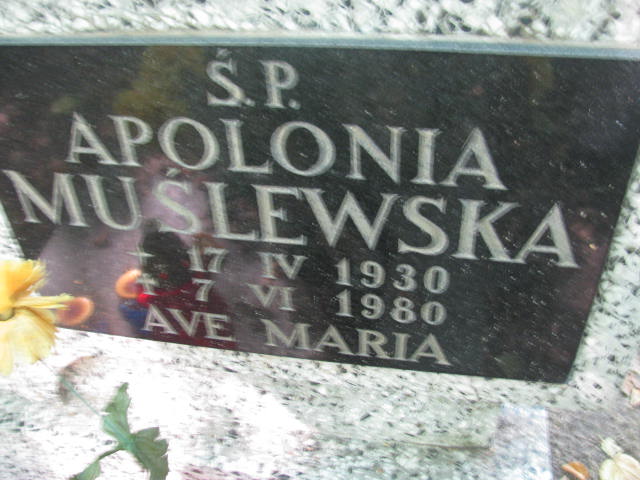 Ś.P.
APOLONIA
MUŚLEWSKA
* 17 IV 1930
† 7 VI 1980
AVE MARIA